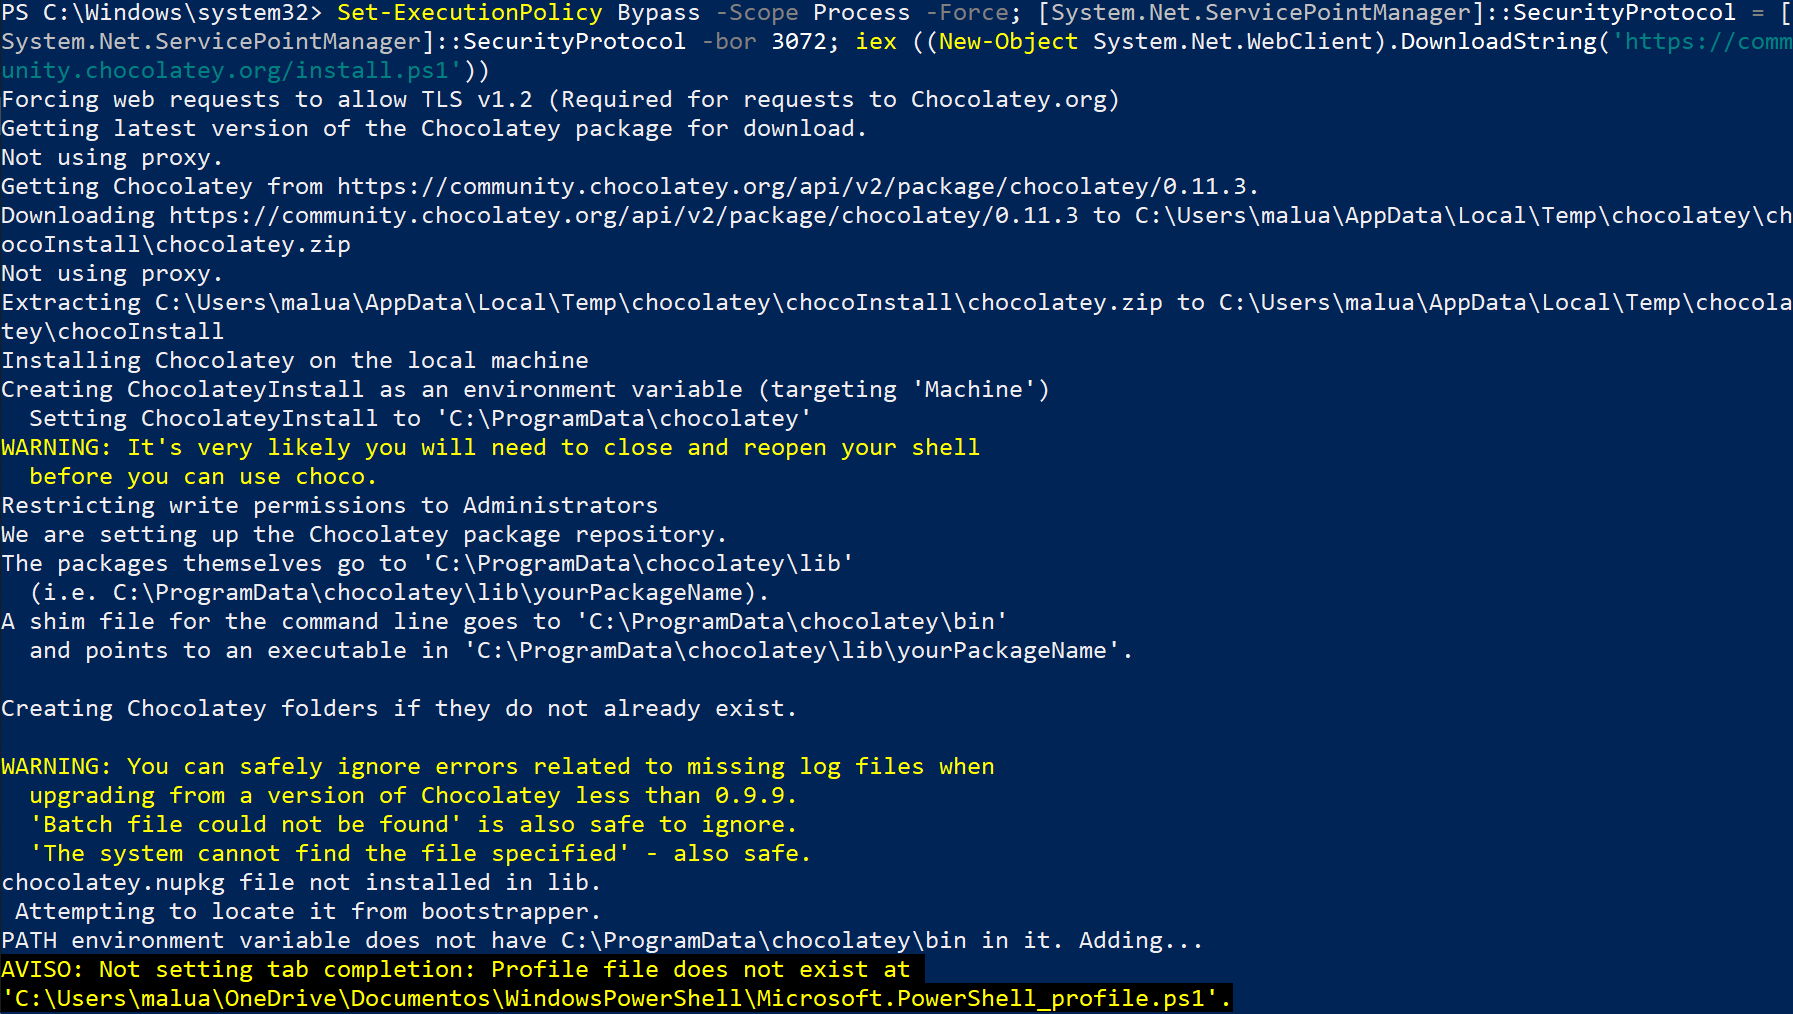 PS C:\Windows\system32> Set-ExecutionPolicy Bypass -Scope Process -Force; [System.Net.ServicePointManager]::SecurityProtocol = [
System.Net.ServicePointManager]::SecurityProtocol -bor 3072; iex ((New-Object System.Net.WebClient).DownloadString('https://comm
unity.chocolatey.org/install.ps1'))
Forcing web requests to allow TLS v1.2 (Required for requests to Chocolatey.org)
Getting latest version of the Chocolatey package for download.
Not using proxy.
Getting Chocolatey from https://community.chocolatey.org/api/v2/package/chocolatey/0.11.3.
Downloading https://community.chocolatey.org/api/v2/package/chocolatey/0.11.3 to C:\Users\malua\AppData\Local\Temp\chocolatey\ch
ocoInstall\chocolatey.zip
Not using proxy.
Extracting C:\Users\malua\AppData\Local\Temp\chocolatey\chocoInstall\chocolatey.zip to C:\Users\malua\AppData\Local\Temp\chocola
tey\chocoInstall
Installing Chocolatey on the local machine
Creating ChocolateyInstall as an environment variable (targeting 'Machine')
  Setting ChocolateyInstall to 'C:\ProgramData\chocolatey'
WARNING: It's very likely you will need to close and reopen your shell
  before you can use choco.
Restricting write permissions to Administrators
We are setting up the Chocolatey package repository.
The packages themselves go to 'C:\ProgramData\chocolatey\lib'
  (i.e. C:\ProgramData\chocolatey\lib\yourPackageName).
A shim file for the command line goes to 'C:\ProgramData\chocolatey\bin'
  and points to an executable in 'C:\ProgramData\chocolatey\lib\yourPackageName'.

Creating Chocolatey folders if they do not already exist.

WARNING: You can safely ignore errors related to missing log files when
  upgrading from a version of Chocolatey less than 0.9.9.
  'Batch file could not be found' is also safe to ignore.
  'The system cannot find the file specified' - also safe.
chocolatey.nupkg file not installed in lib.
 Attempting to locate it from bootstrapper.
PATH environment variable does not have C:\ProgramData\chocolatey\bin in it. Adding...
AVISO: Not setting tab completion: Profile file does not exist at
'C:\Users\malua\OneDrive\Documentos\WindowsPowerShell\Microsoft.PowerShell_profile.ps1'.